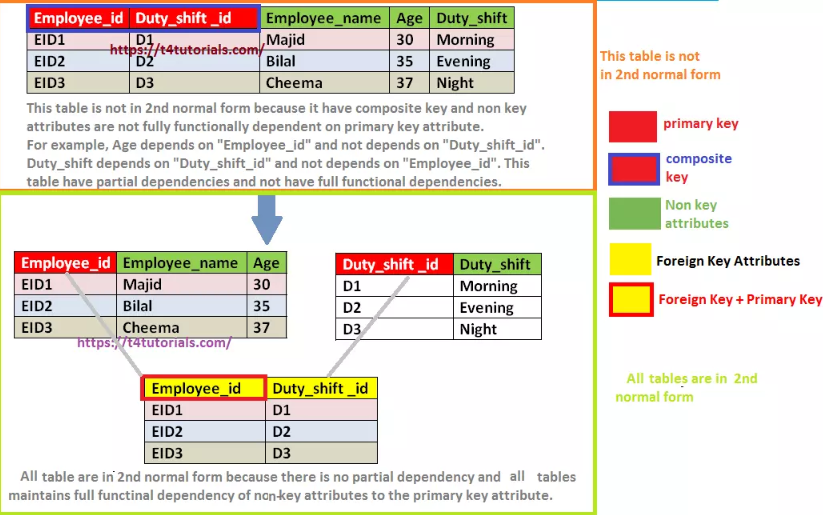 Employee_id Duty_shift _id Employee_name Age Duty_shift
EID1 D1 Majid 30 Morning
https://t4tutorials.com/
EID2 D2 Bilal 35 Evening
EID3 D3 Cheema 37 Night
This table is not in 2nd normal form because it have composite key and non key
attributes are not fully functionally dependent on primary key attribute.
For example, Age depends on "Employee_id" and not depends on "Duty_shift_id".
Duty_shift depends on "Duty_shift_id" and not depends on "Employee_id". This
table have partial dependencies and not have full functional dependencies.
This table is not
in 2nd normal form
primary key
composite
key
Non key
attributes
Foreign Key Attributes
Foreign Key + Primary Key
Employee_id Employee_name Age
EID1 Majid 30
EID2 Bilal 35
EID3 Cheema 37
https://t4tutorials.com/
Duty_shift _id Duty_shift
D1 Morning
D2 Evening
D3 Night
Employee_id Duty_shift _id
EID1 D1
EID2 D2
EID3 D3
All table are in 2nd normal form because there is no partial dependency and all tables
maintains full functinal dependency of non-key attributes to the primary key attribute.
All tables are in 2nd
normal form